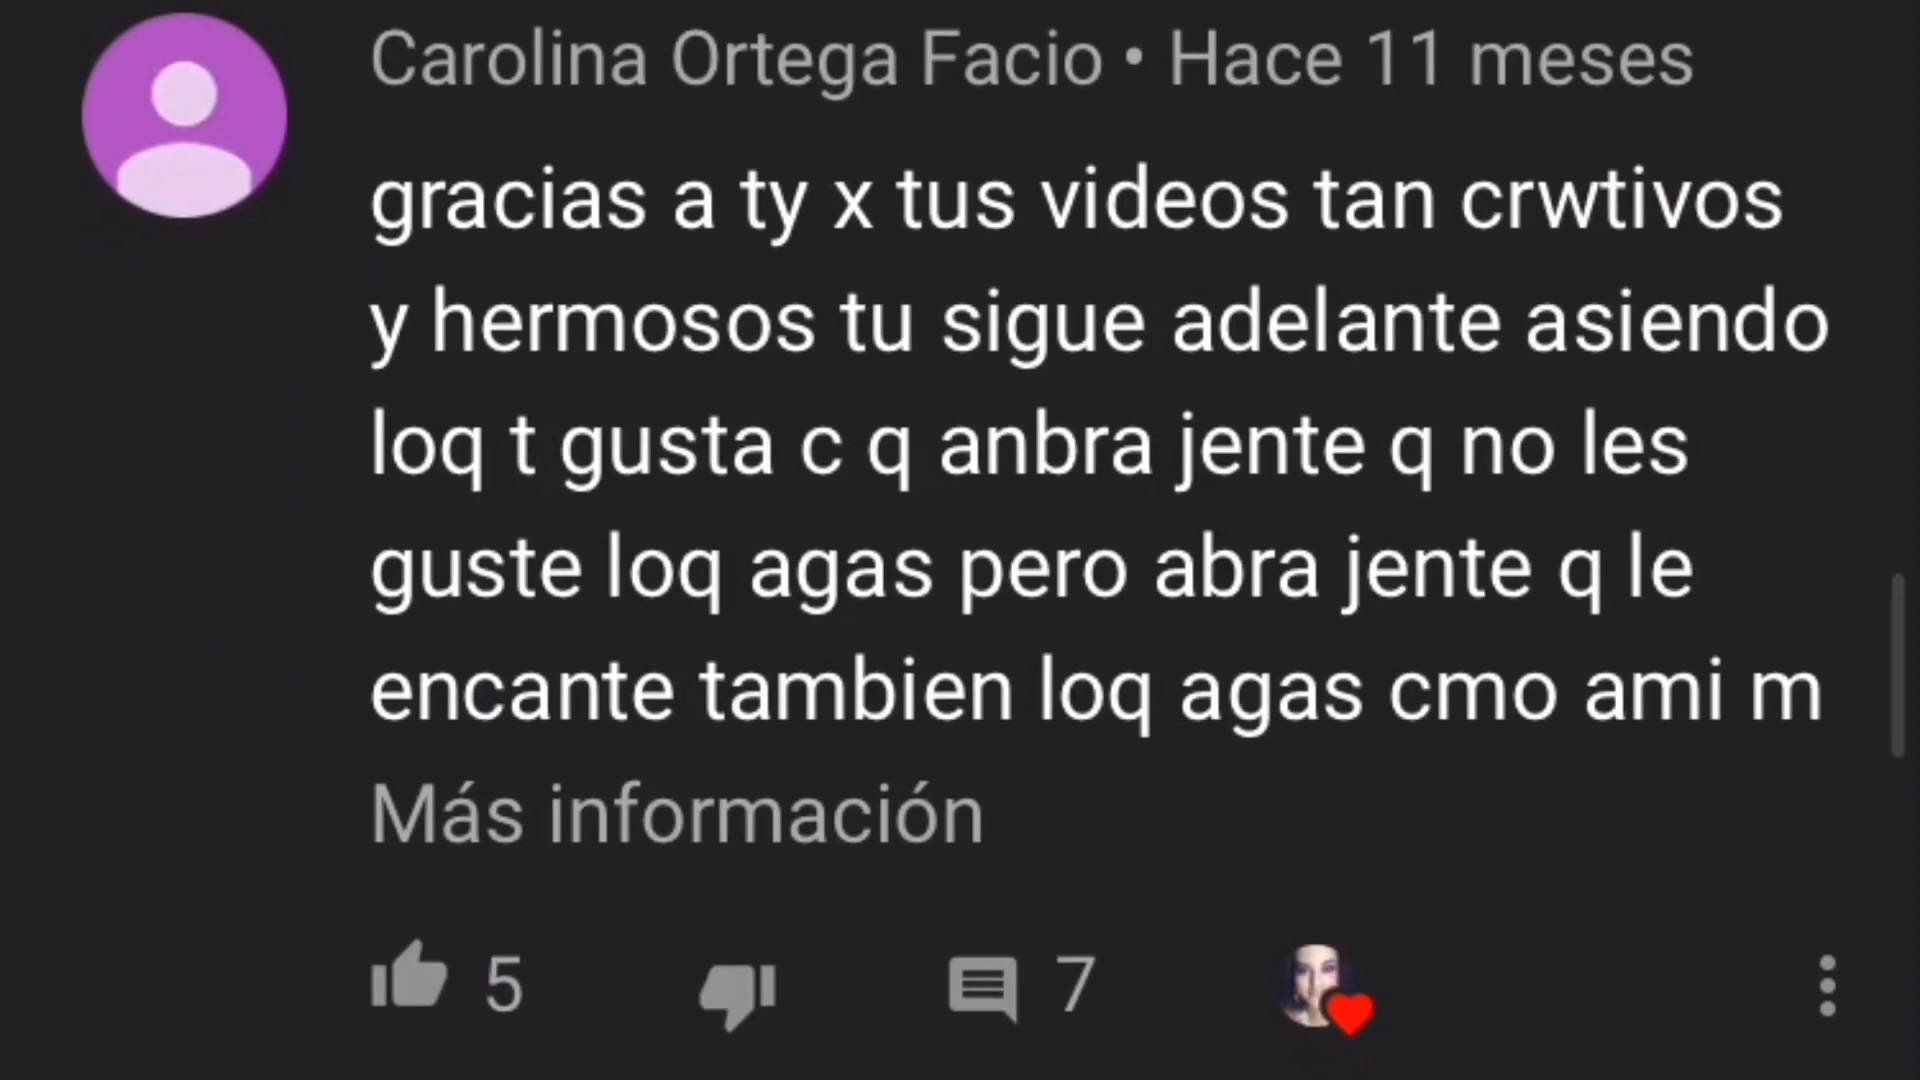 Carolina Ortega Facio • Hace 11 meses
gracias a ty x tus videos tan crwtivos
y hermosos tu sigue adelante asiendo
loq t gusta c q anbra jente q no les
guste loq agas pero abra jente q le
encante tambien loq agas cmo ami m
Más información
5 7